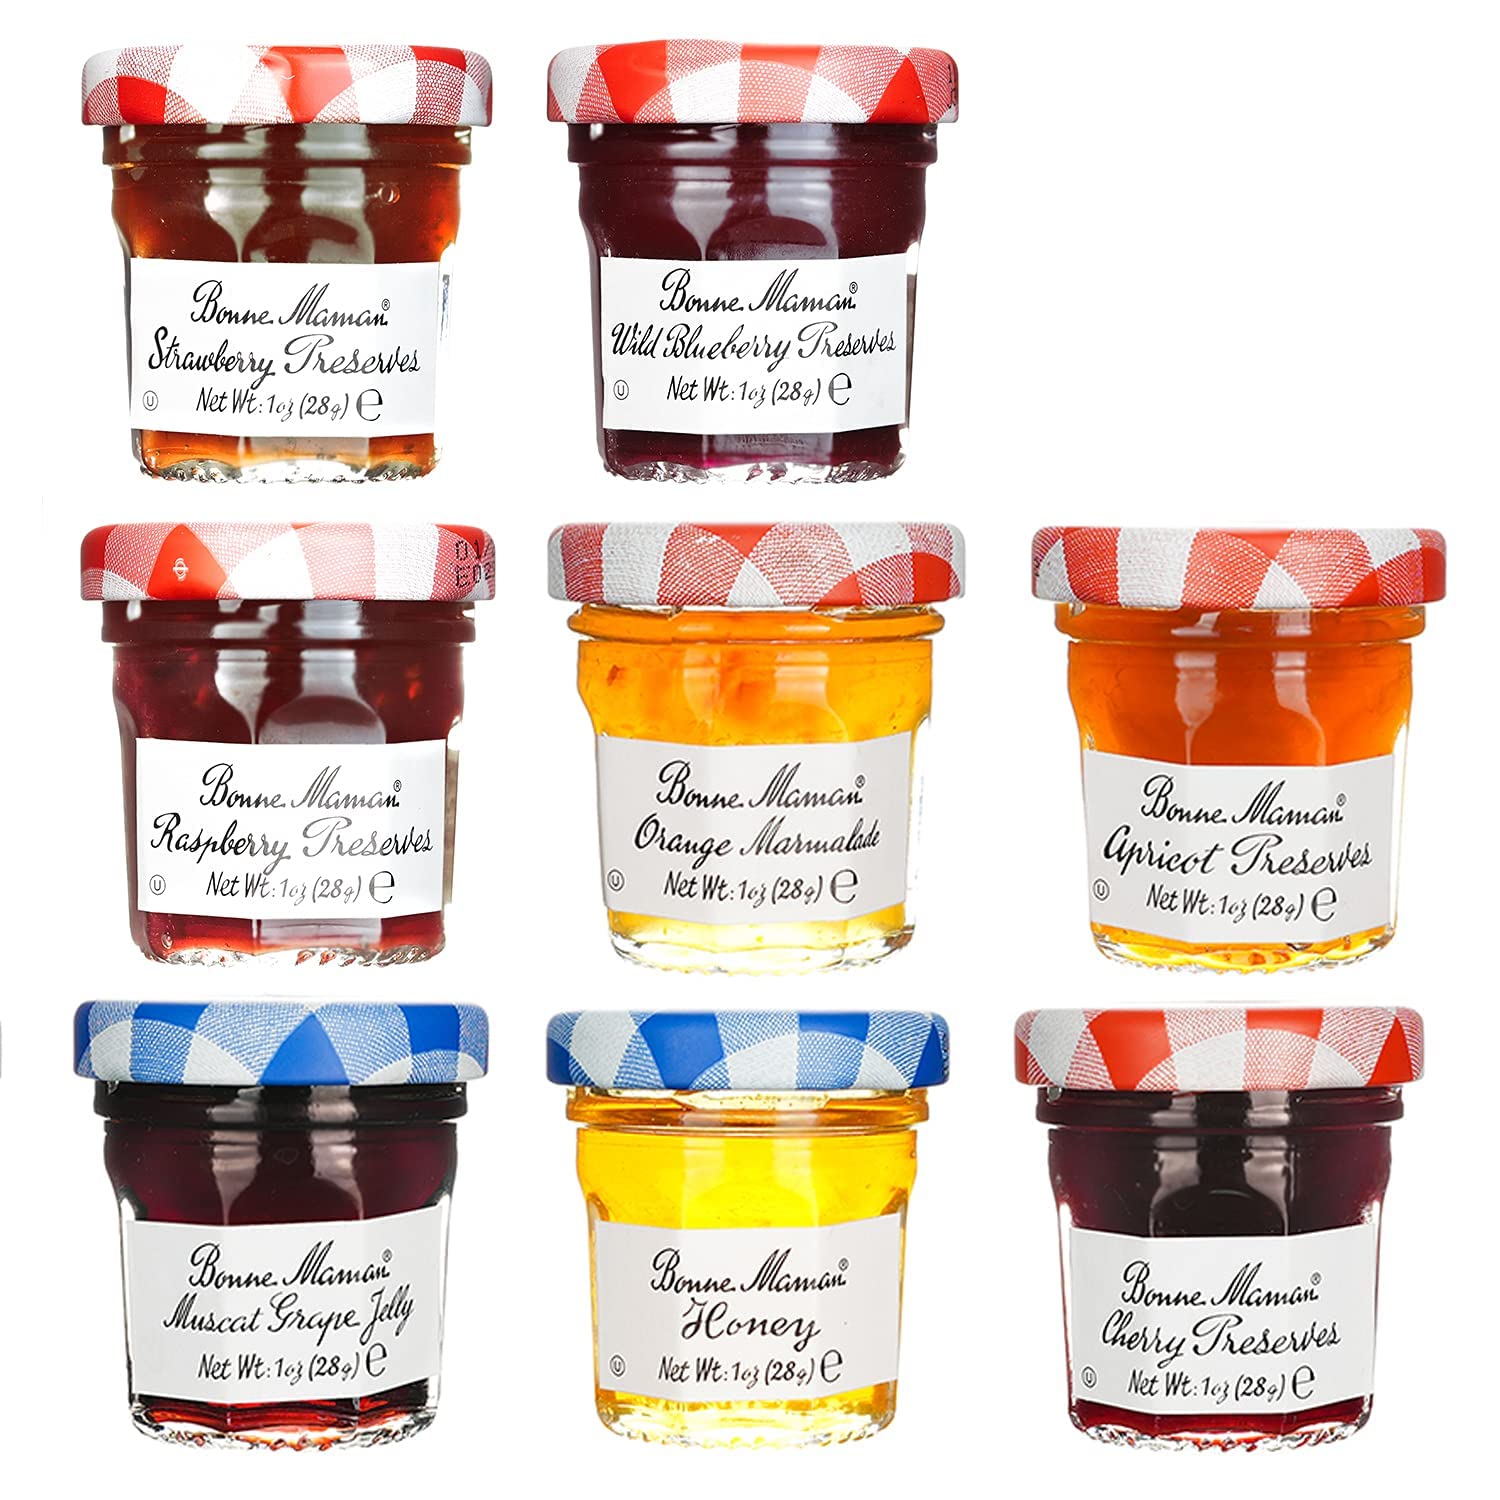 Bonne Maman®
Strawberry Preserves
U Net Wt: 1oz (28g) e
Bonne Maman®
Wild Blueberry Preserves
U Net Wt: 1oz (28g) e
01
E02
Bonne Maman®
Raspberry Preserves
U Net Wt: 1oz (28g) e
Bonne Maman®
Orange Marmalade
U Net Wt: 1oz (28g) e
Bonne Maman®
Apricot Preserves
U Net Wt: 1oz (28g) e
Bonne Maman®
Muscat Grape Jelly
Net Wt: 1oz (28g) e
Bonne Maman®
Honey
U Net Wt: 1oz (28g) e
Bonne Maman®
Cherry Preserves
U Net Wt: 1oz (28g) e